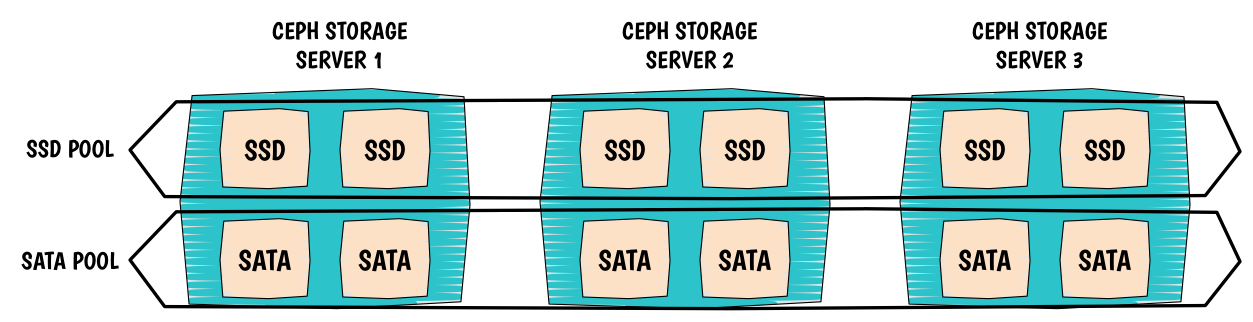 CEPH STORAGE
SERVER 1
CEPH STORAGE
SERVER 2
CEPH STORAGE
SERVER 3
SSD POOL
SSD
SSD
SSD
SSD
SSD
SSD
SATA POOL
SATA
SATA
SATA
SATA
SATA
SATA